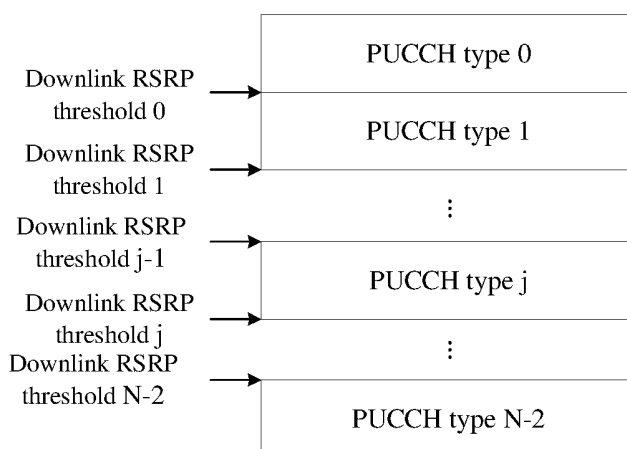 PUCCH type 0
Downlink RSRP
threshold 0
PUCCH type 1
Downlink RSRP
threshold 1
⋮
Downlink RSRP
threshold j-1
PUCCH type j
Downlink RSRP
threshold j
⋮
Downlink RSRP
threshold N-2
PUCCH type N-2